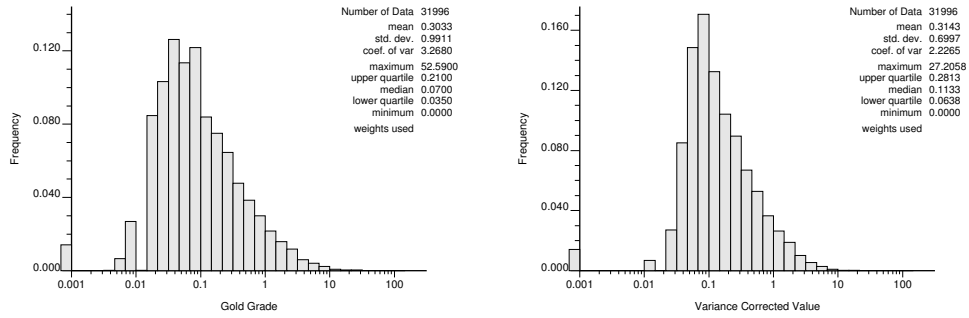 Number of Data 31996
mean 0.3033
std. dev. 0.9911
coef. of var 3.2680
maximum 52.5900
upper quartile 0.2100
median 0.0700
lower quartile 0.0350
minimum 0.0000
weights used
Frequency
0.120
0.080
0.040
0.000
0.001 0.01 0.1 1 10 100
Gold Grade
Number of Data 31996
mean 0.3143
std. dev. 0.6997
coef. of var 2.2265
maximum 27.2058
upper quartile 0.2813
median 0.1133
lower quartile 0.0638
minimum 0.0000
weights used
Frequency
0.160
0.120
0.080
0.040
0.000
0.001 0.01 0.1 1 10 100
Variance Corrected Value